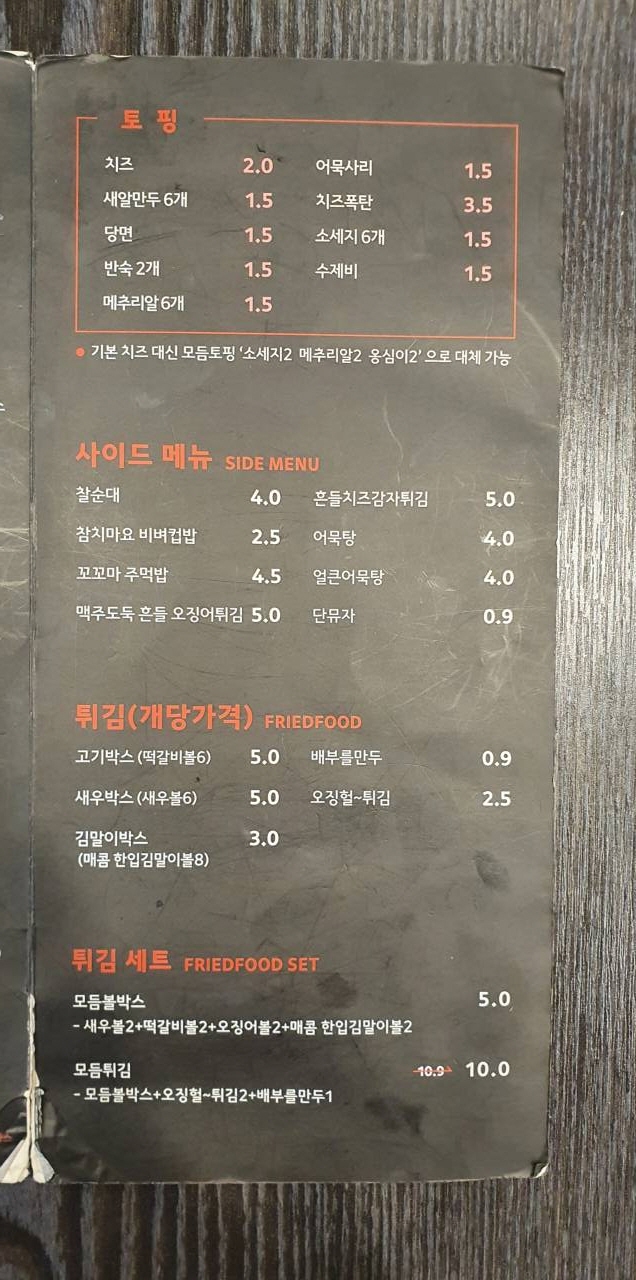 토 핑
치즈 2.0 어묵사리 1.5
새알만두 6개 1.5 치즈폭탄 3.5
당면 1.5 소세지 6개 1.5
반숙 2개 1.5 수제비 1.5
메추리알 6개 1.5
● 기본 치즈 대신 모듬토핑 '소세지2 메추리알2 옹심이2' 으로 대체 가능
사이드 메뉴 SIDE MENU
찰순대 4.0 흔들치즈감자튀김 5.0
참치마요 비벼컵밥 2.5 어묵탕 4.0
꼬꼬마 주먹밥 4.5 얼큰어묵탕 4.0
맥주도둑 흔들 오징어튀김 5.0 단무지 0.9
튀김(개당가격) FRIEDFOOD
고기박스 (떡갈비볼6) 5.0 배부를만두 0.9
새우박스 (새우볼6) 5.0 오징헐~튀김 2.5
김말이박스 3.0
(매콤 한입김말이볼8)
튀김 세트 FRIEDFOOD SET
모듬볼박스 5.0
- 새우볼2+떡갈비볼2+오징어볼2+매콤 한입김말이볼2
모듬튀김 10.9 10.0
- 모듬볼박스+오징헐~튀김2+배부를만두1